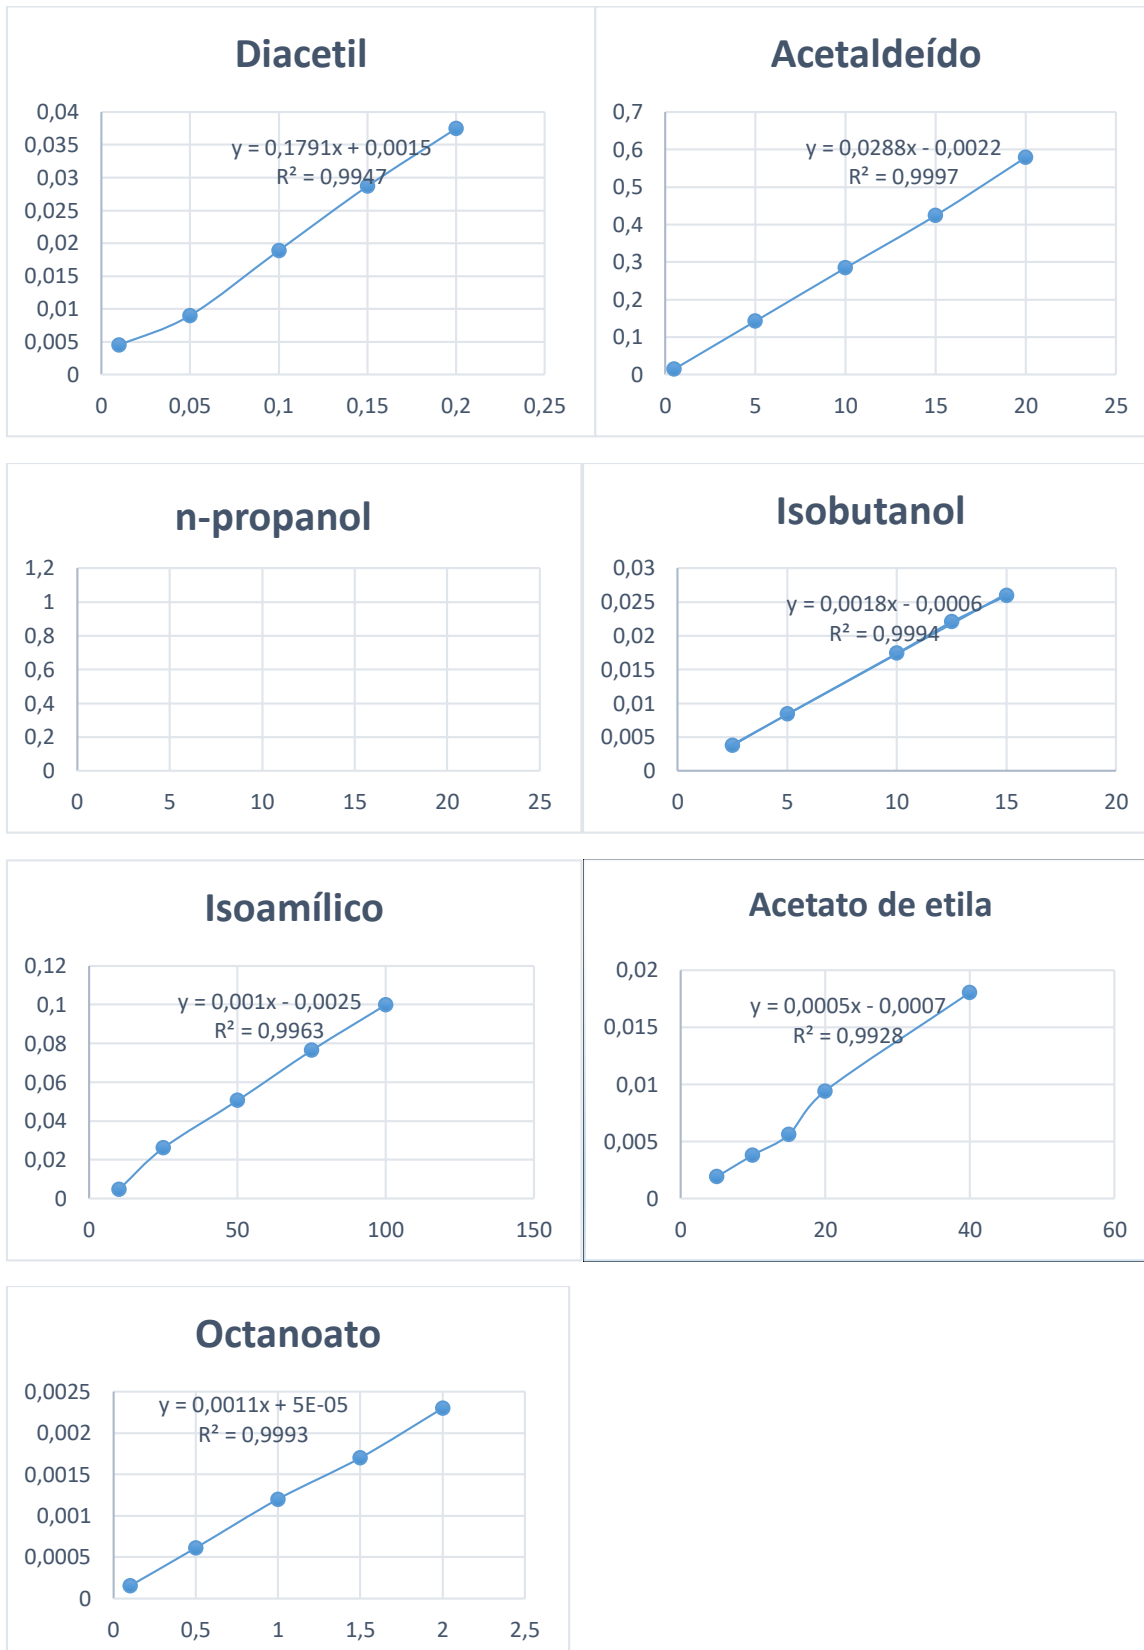 Diacetil
0,04
0,035
0,03
0,025
0,02
0,015
0,01
0,005
0
y = 0,1791x + 0,0015
R² = 0,9947
0 0,05 0,1 0,15 0,2 0,25
Acetaldeído
0,7
0,6
0,5
0,4
0,3
0,2
0,1
0
y = 0,0288x - 0,0022
R² = 0,9997
0 5 10 15 20 25
n-propanol
1,2
1
0,8
0,6
0,4
0,2
0
0 5 10 15 20 25
Isobutanol
0,03
0,025
0,02
0,015
0,01
0,005
0
y = 0,0018x - 0,0006
R² = 0,9994
0 5 10 15 20
Isoamílico
0,12
0,1
0,08
0,06
0,04
0,02
0
y = 0,001x - 0,0025
R² = 0,9963
0 50 100 150
Acetato de etila
0,02
0,015
0,01
0,005
0
y = 0,0005x - 0,0007
R² = 0,9928
0 20 40 60
Octanoato
0,0025
0,002
0,0015
0,001
0,0005
0
y = 0,0011x + 5E-05
R² = 0,9993
0 0,5 1 1,5 2 2,5